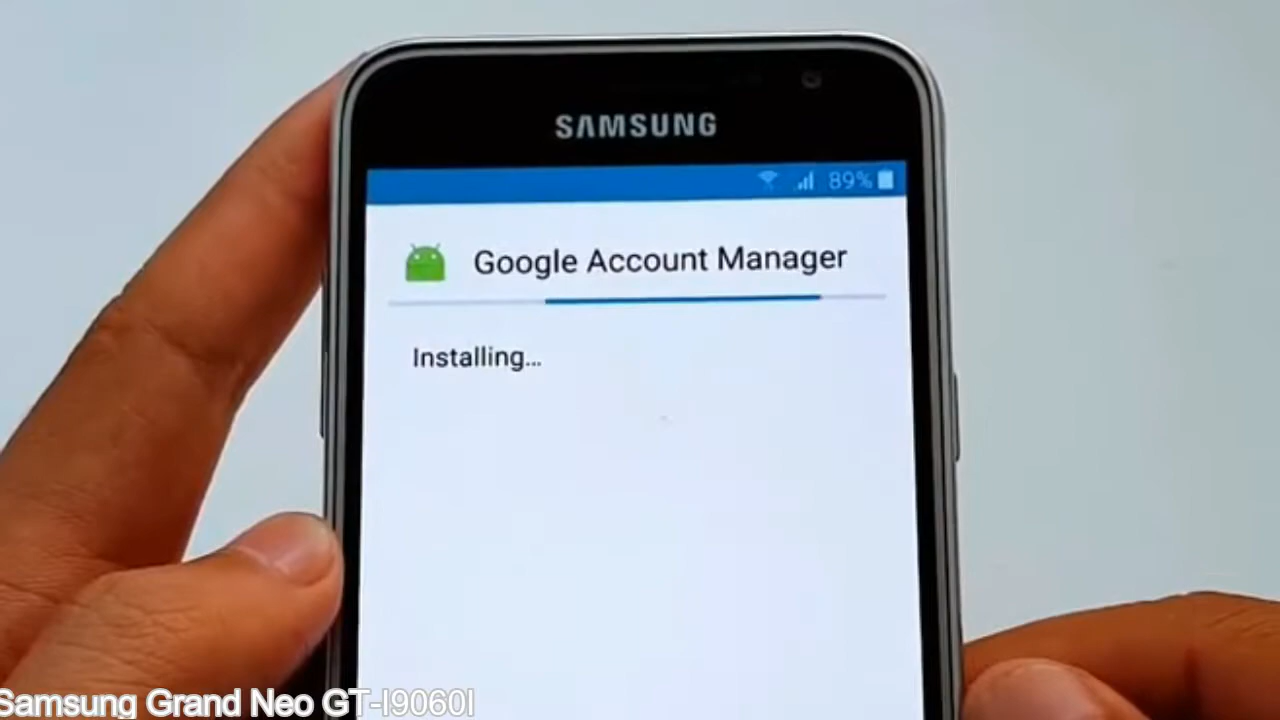 SAMSUNG
89%
Google Account Manager
Installing...
Samsung Grand Neo GT-I9060I